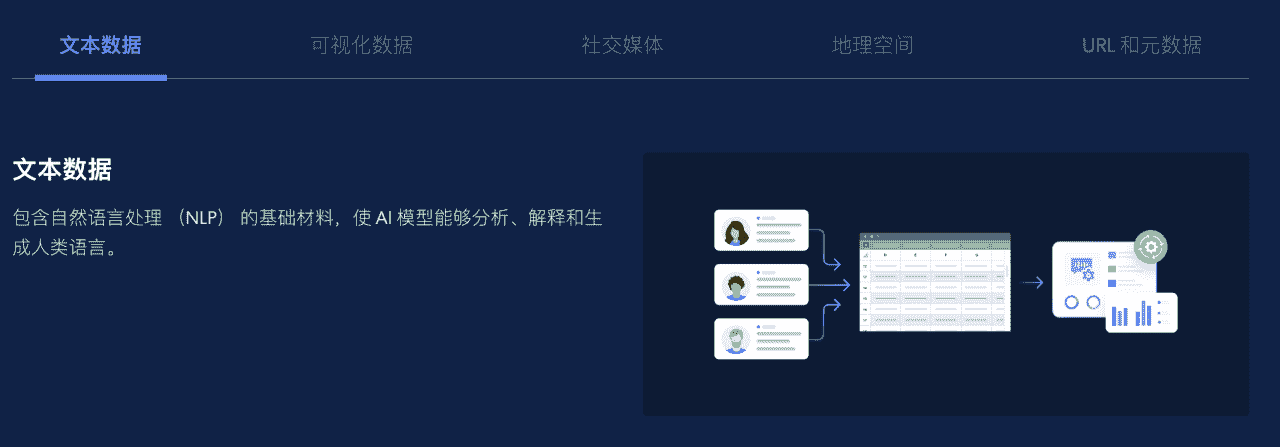 文本数据
可视化数据
社交媒体
地理空间
URL 和元数据
文本数据
包含自然语言处理 （NLP） 的基础材料，使 AI 模型能够分析、解释和生
成人类语言。